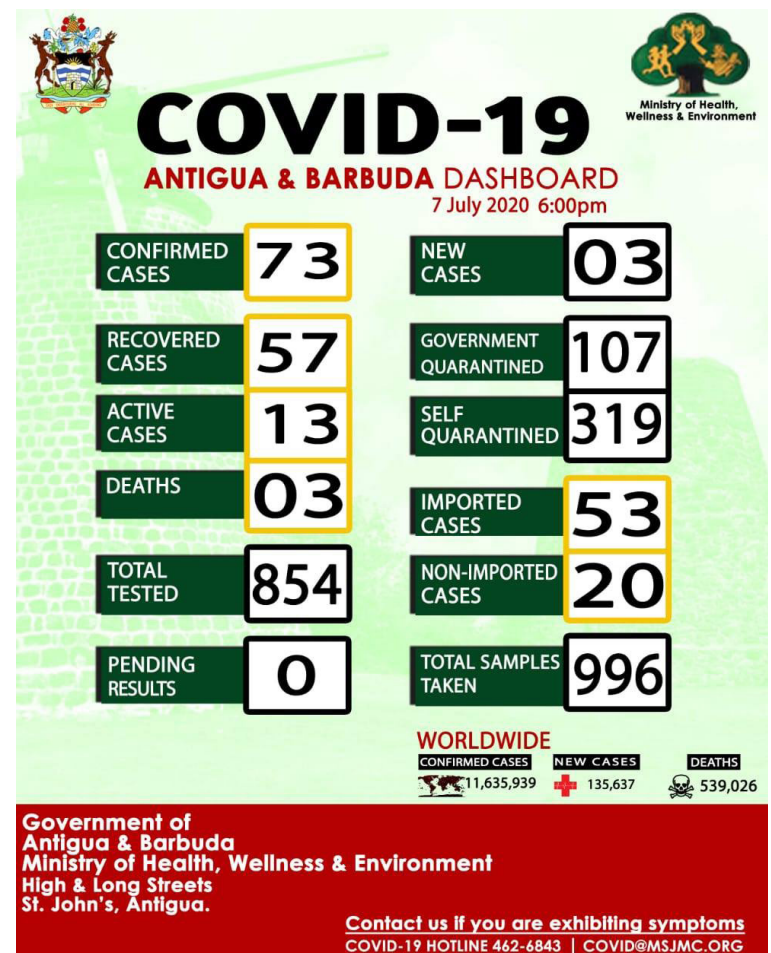 Ministry of Health,
Wellness & Environment
COVID-19
ANTIGUA & BARBUDA DASHBOARD
7 July 2020 6:00pm
CONFIRMED
CASES
73
NEW
CASES
03
RECOVERED
CASES
57
GOVERNMENT
QUARANTINED
107
ACTIVE
CASES
13
SELF
QUARANTINED
319
DEATHS
03
IMPORTED
CASES
53
TOTAL
TESTED
854
NON-IMPORTED
CASES
20
PENDING
RESULTS
0
TOTAL SAMPLES
TAKEN
996
WORLDWIDE
CONFIRMED CASES
11,635,939
NEW CASES
135,637
DEATHS
539,026
Government of
Antigua & Barbuda
Ministry of Health, Wellness & Environment
High & Long Streets
St. John's, Antigua.
Contact us if you are exhibiting symptoms
COVID-19 HOTLINE 462-6843 | COVID@MSJMC.ORG